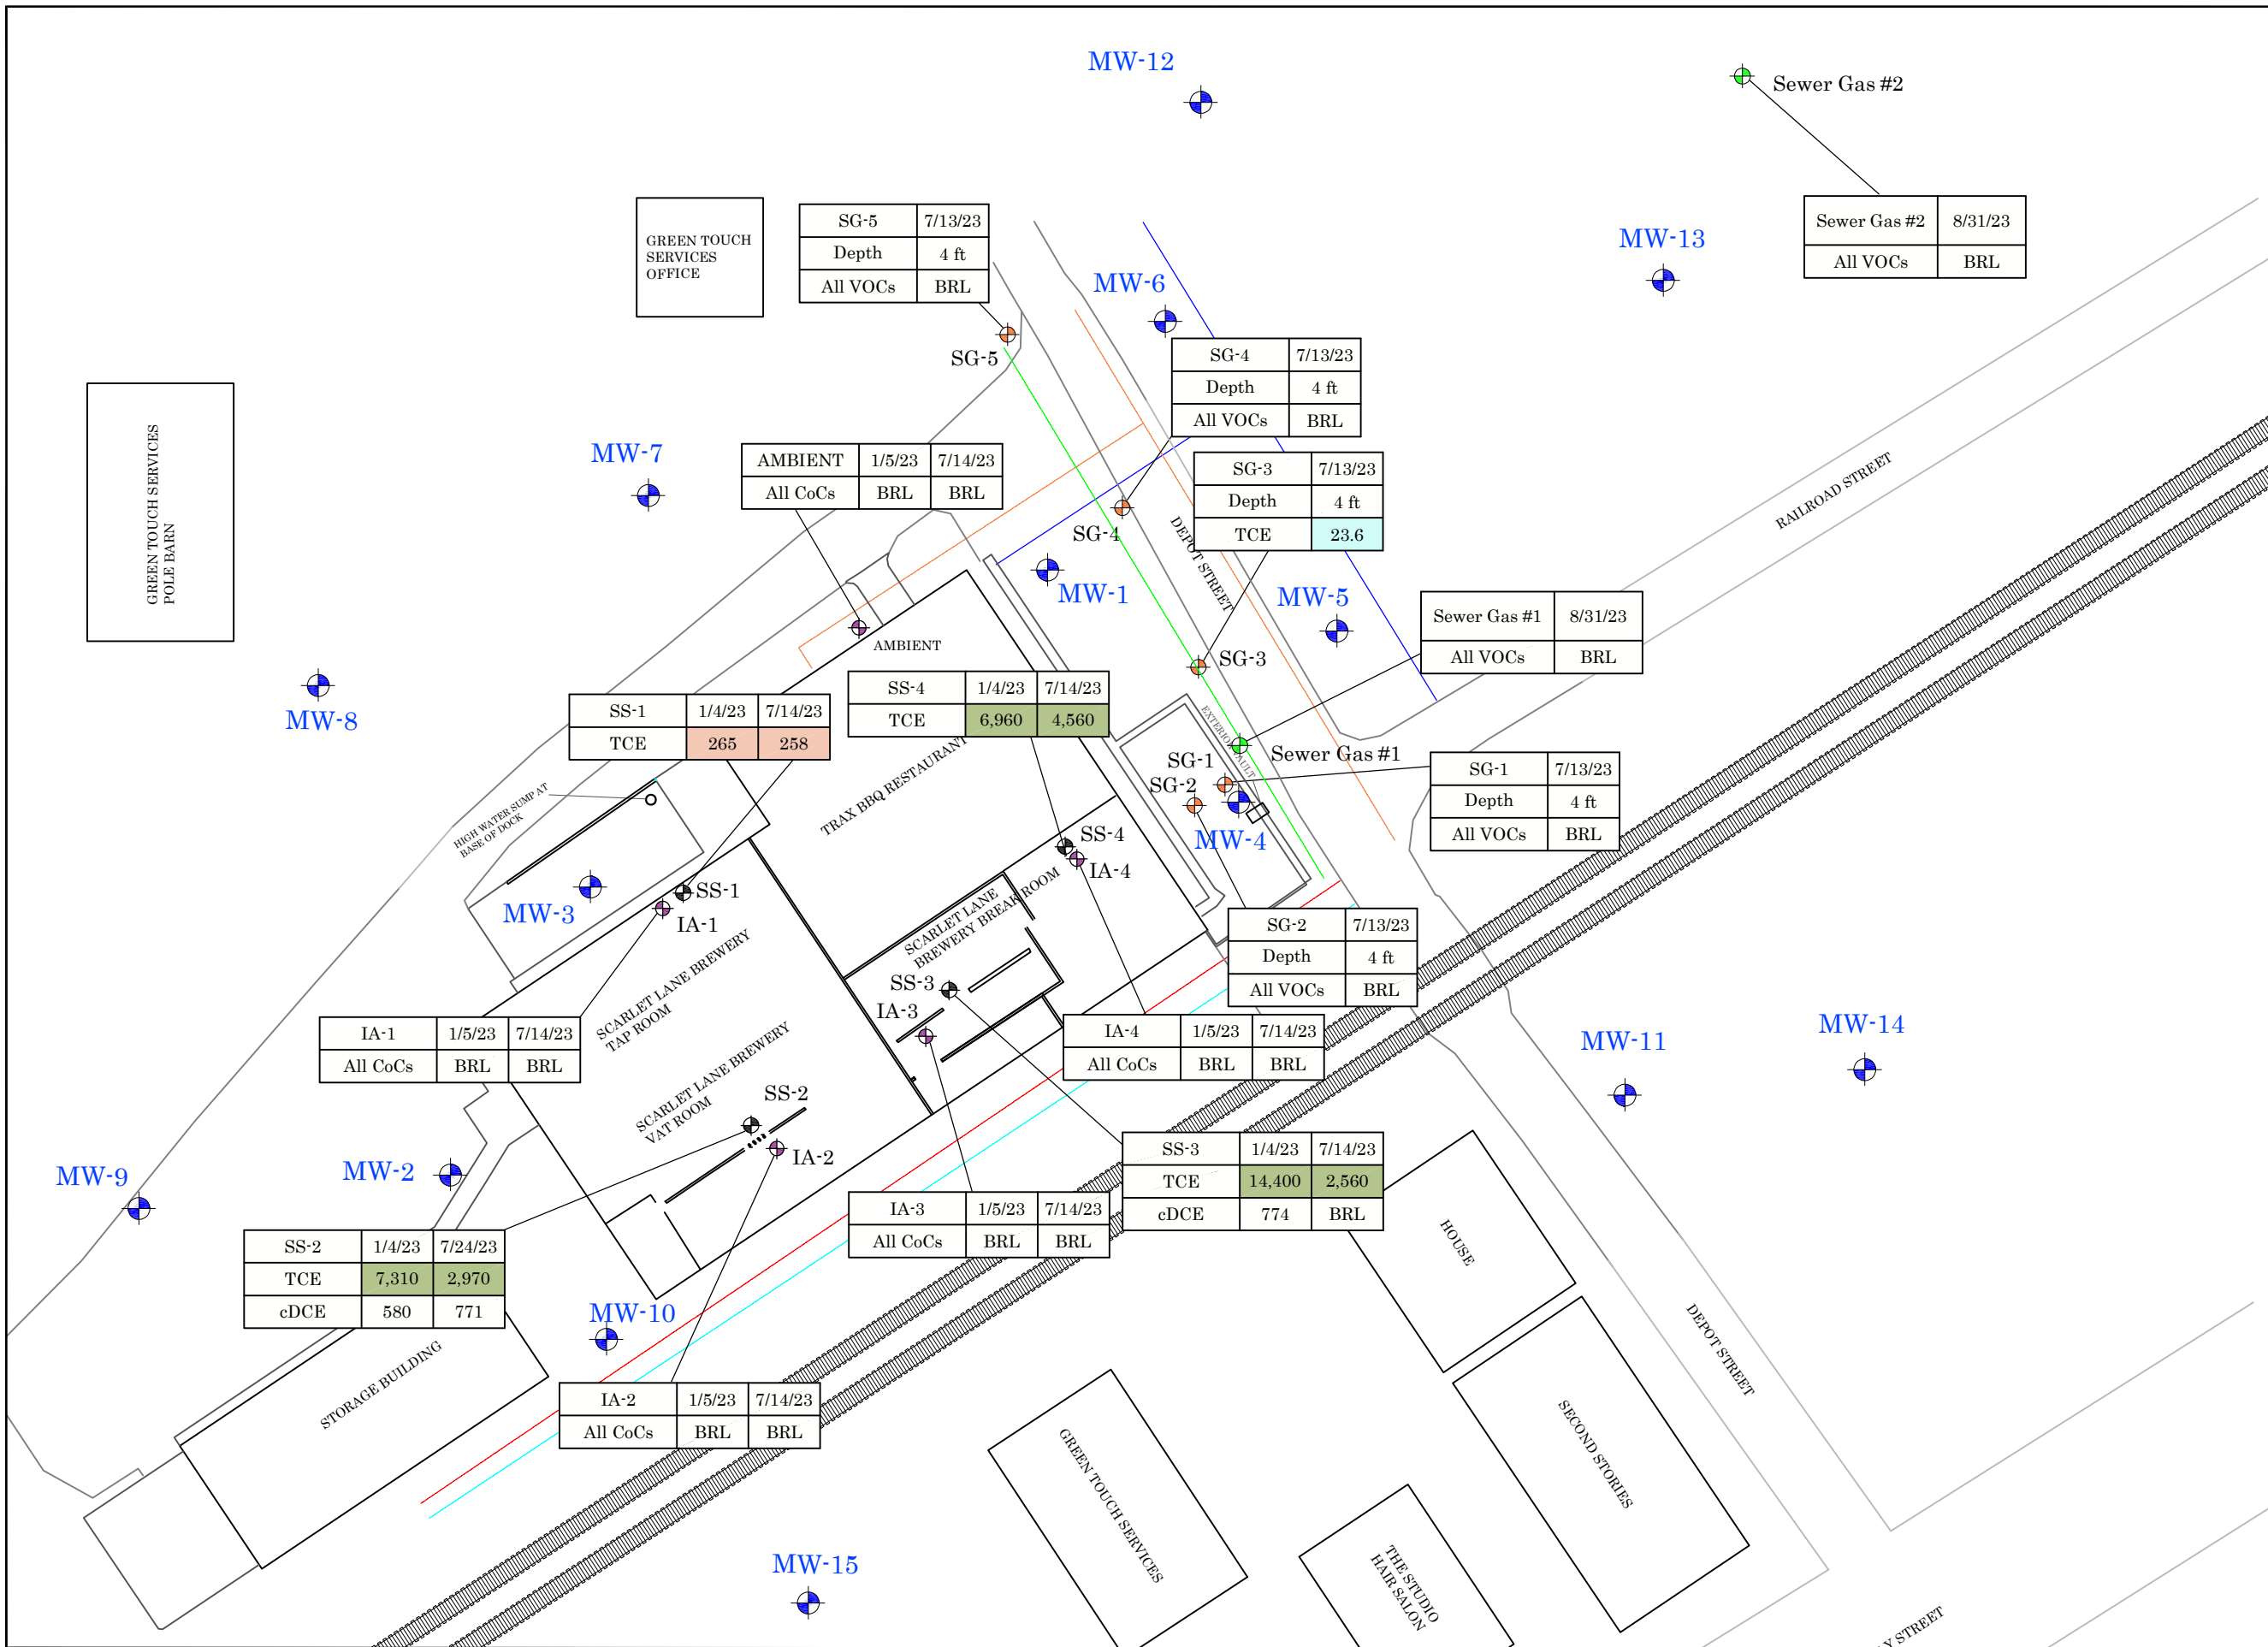 MW-12
Sewer Gas #2
Sewer Gas #2 8/31/23
All VOCs BRL
MW-13
GREEN TOUCH
SERVICES
OFFICE
SG-5 7/13/23
Depth 4 ft
All VOCs BRL
SG-5
MW-6
SG-4 7/13/23
Depth 4 ft
All VOCs BRL
SG-4
GREEN TOUCH SERVICES
POLE BARN
MW-7
AMBIENT 1/5/23 7/14/23
All CoCs BRL BRL
AMBIENT
SG-3 7/13/23
Depth 4 ft
TCE 23.6
SG-3
DEPOT STREET
RAILROAD STREET
MW-1
MW-5
Sewer Gas #1 8/31/23
All VOCs BRL
Sewer Gas #1
MW-8
SS-1 1/4/23 7/14/23
TCE 265 258
SS-4 1/4/23 7/14/23
TCE 6,960 4,560
TRAX BBQ RESTAURANT
EXTERIOR VAULT
SG-1
SG-2
MW-4
SG-1 7/13/23
Depth 4 ft
All VOCs BRL
HIGH WATER SUMP AT
BASE OF DOCK
MW-3
SS-1
IA-1
SS-4
IA-4
SCARLET LANE
BREWERY BREAK ROOM
SG-2 7/13/23
Depth 4 ft
All VOCs BRL
SCARLET LANE BREWERY
TAP ROOM
SS-3
IA-3
IA-1 1/5/23 7/14/23
All CoCs BRL BRL
IA-4 1/5/23 7/14/23
All CoCs BRL BRL
MW-11
MW-14
SCARLET LANE BREWERY
VAT ROOM
SS-2
IA-2
MW-9
MW-2
SS-3 1/4/23 7/14/23
TCE 14,400 2,560
cDCE 774 BRL
IA-3 1/5/23 7/14/23
All CoCs BRL BRL
SS-2 1/4/23 7/24/23
TCE 7,310 2,970
cDCE 580 771
HOUSE
MW-10
STORAGE BUILDING
IA-2 1/5/23 7/14/23
All CoCs BRL BRL
DEPOT STREET
SECOND STORIES
GREEN TOUCH SERVICES
THE STUDIO
HAIR SALON
MW-15
STREET